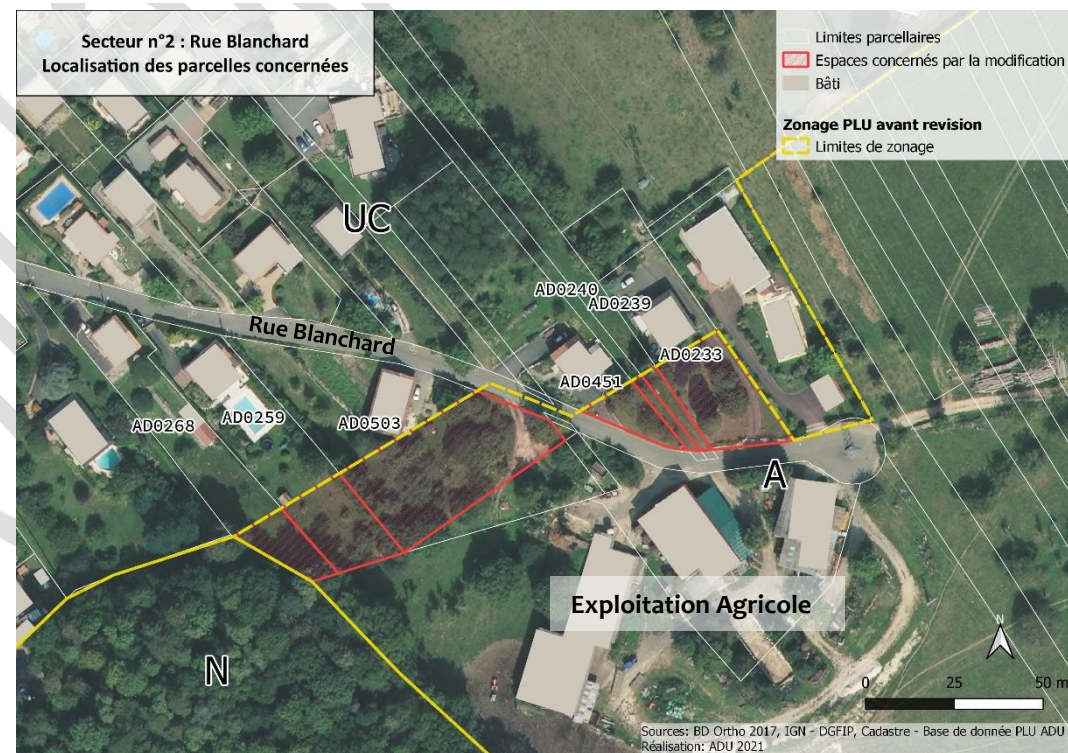 Secteur n°2 : Rue Blanchard
Localisation des parcelles concernées
Limites parcellaires
Espaces concernés par la modification
Bâti
Zonage PLU avant revision
Limites de zonage
UC
AD0240
AD0239
Rue Blanchard
AD0233
AD0451
AD0259
AD0268
AD0503
A
Exploitation Agricole
N
N
0 25 50 m
Sources: BD Ortho 2017, IGN - DGFIP, Cadastre - Base de donnée PLU ADU
Réalisation: ADU 2021